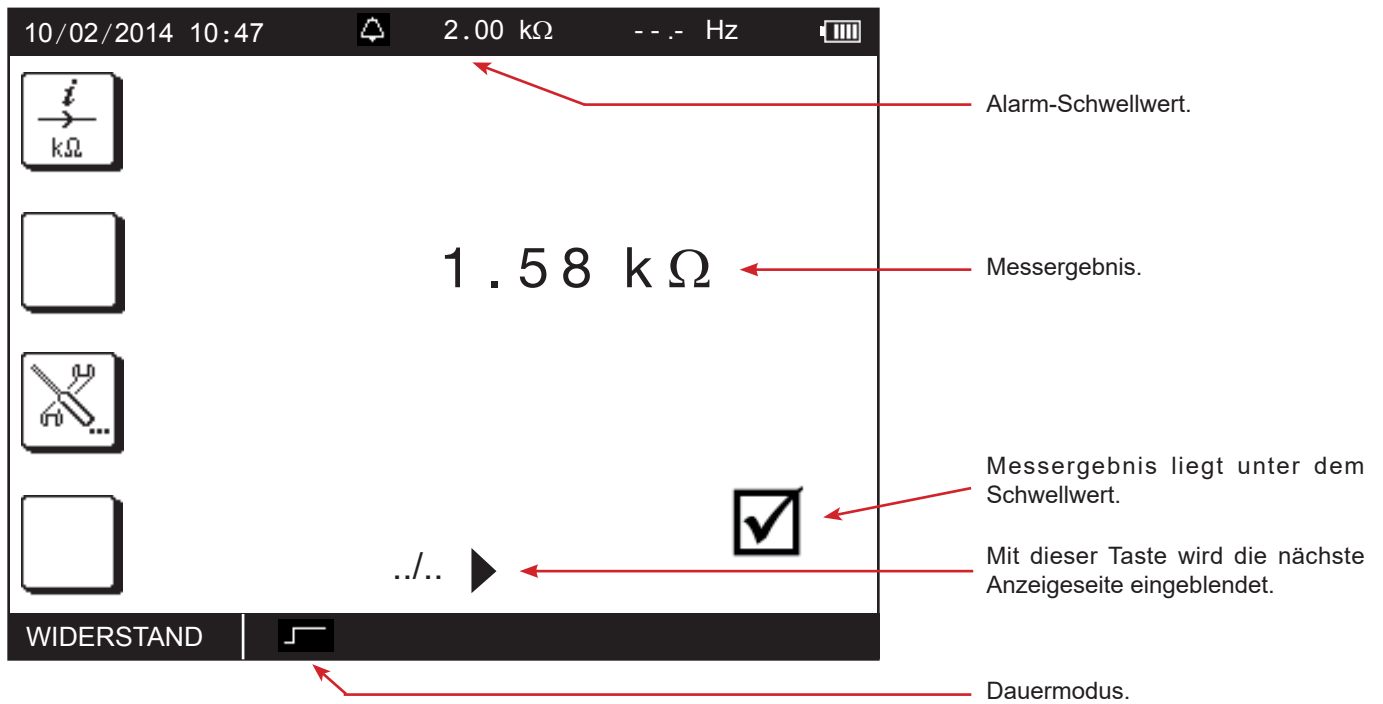 10/02/2014 10:47 2.00 kΩ - - .- Hz
Alarm-Schwellwert.
i
kΩ
1.58 kΩ
Messergebnis.
...
Messergebnis liegt unter dem
Schwellwert.
../..
Mit dieser Taste wird die nächste
Anzeigeseite eingeblendet.
WIDERSTAND
Dauermodus.